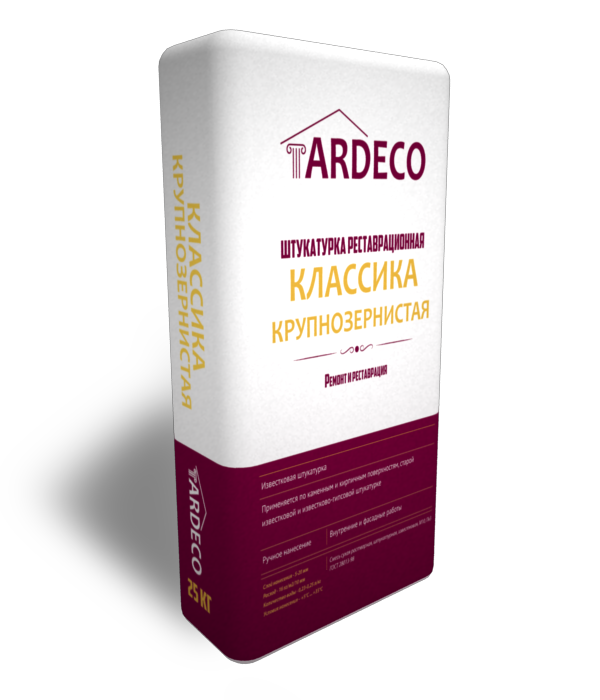 ARDECO
ШТУКАТУРКА РЕСТАВРАЦИОННАЯ
КЛАССИКА
КРУПНОЗЕРНИСТАЯ
Ремонт и реставрация
Известковая штукатурка
Применяется по каменным и кирпичным поверхностям, старой
известковой и известково-гипсовой штукатурке
Ручное нанесение
Внутренние и фасадные работы
КЛАССИКА
КРУПНОЗЕРНИСТАЯ
ARDECO
25 КГ